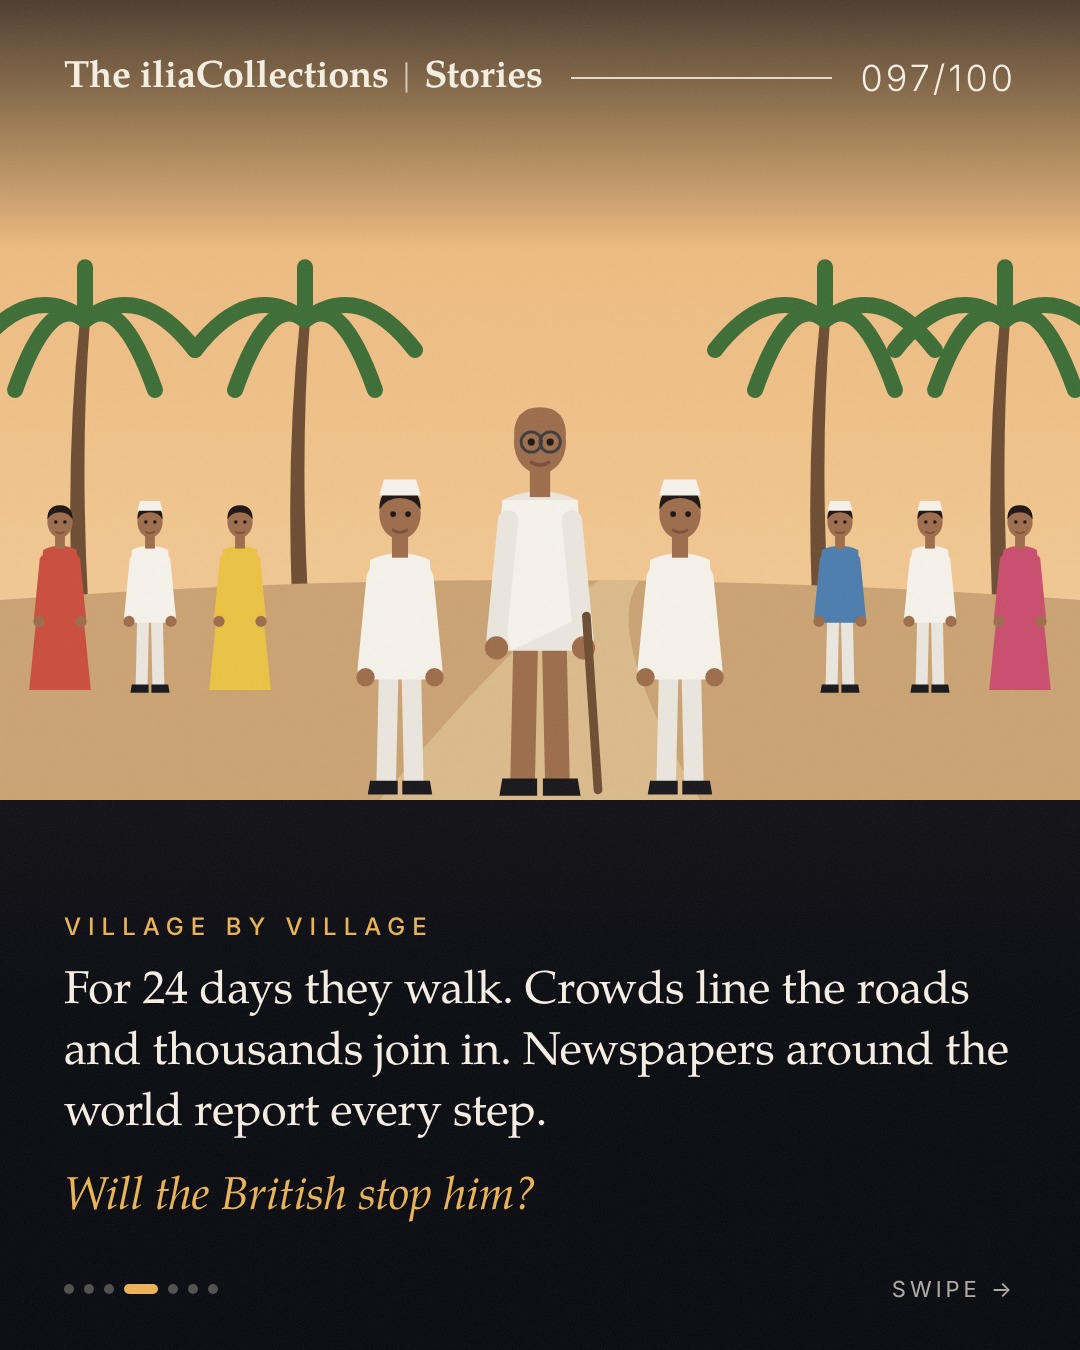 The iliaCollections | Stories 097/100
VILLAGE BY VILLAGE
For 24 days they walk. Crowds line the roads
and thousands join in. Newspapers around the
world report every step.
Will the British stop him?
SWIPE →